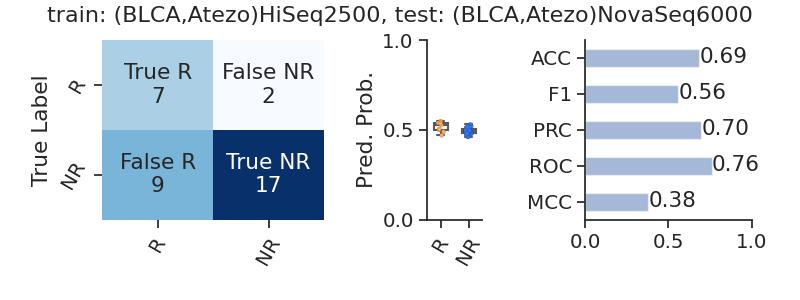 train: (BLCA,Atezo)HiSeq2500, test: (BLCA,Atezo)NovaSeq6000
True Label
R
NR
True R
7
False NR
2
False R
9
True NR
17
R
NR
Pred. Prob.
1.0
0.5
0.0
R
NR
ACC
0.69
F1
0.56
PRC
0.70
ROC
0.76
MCC
0.38
0.0
0.5
1.0